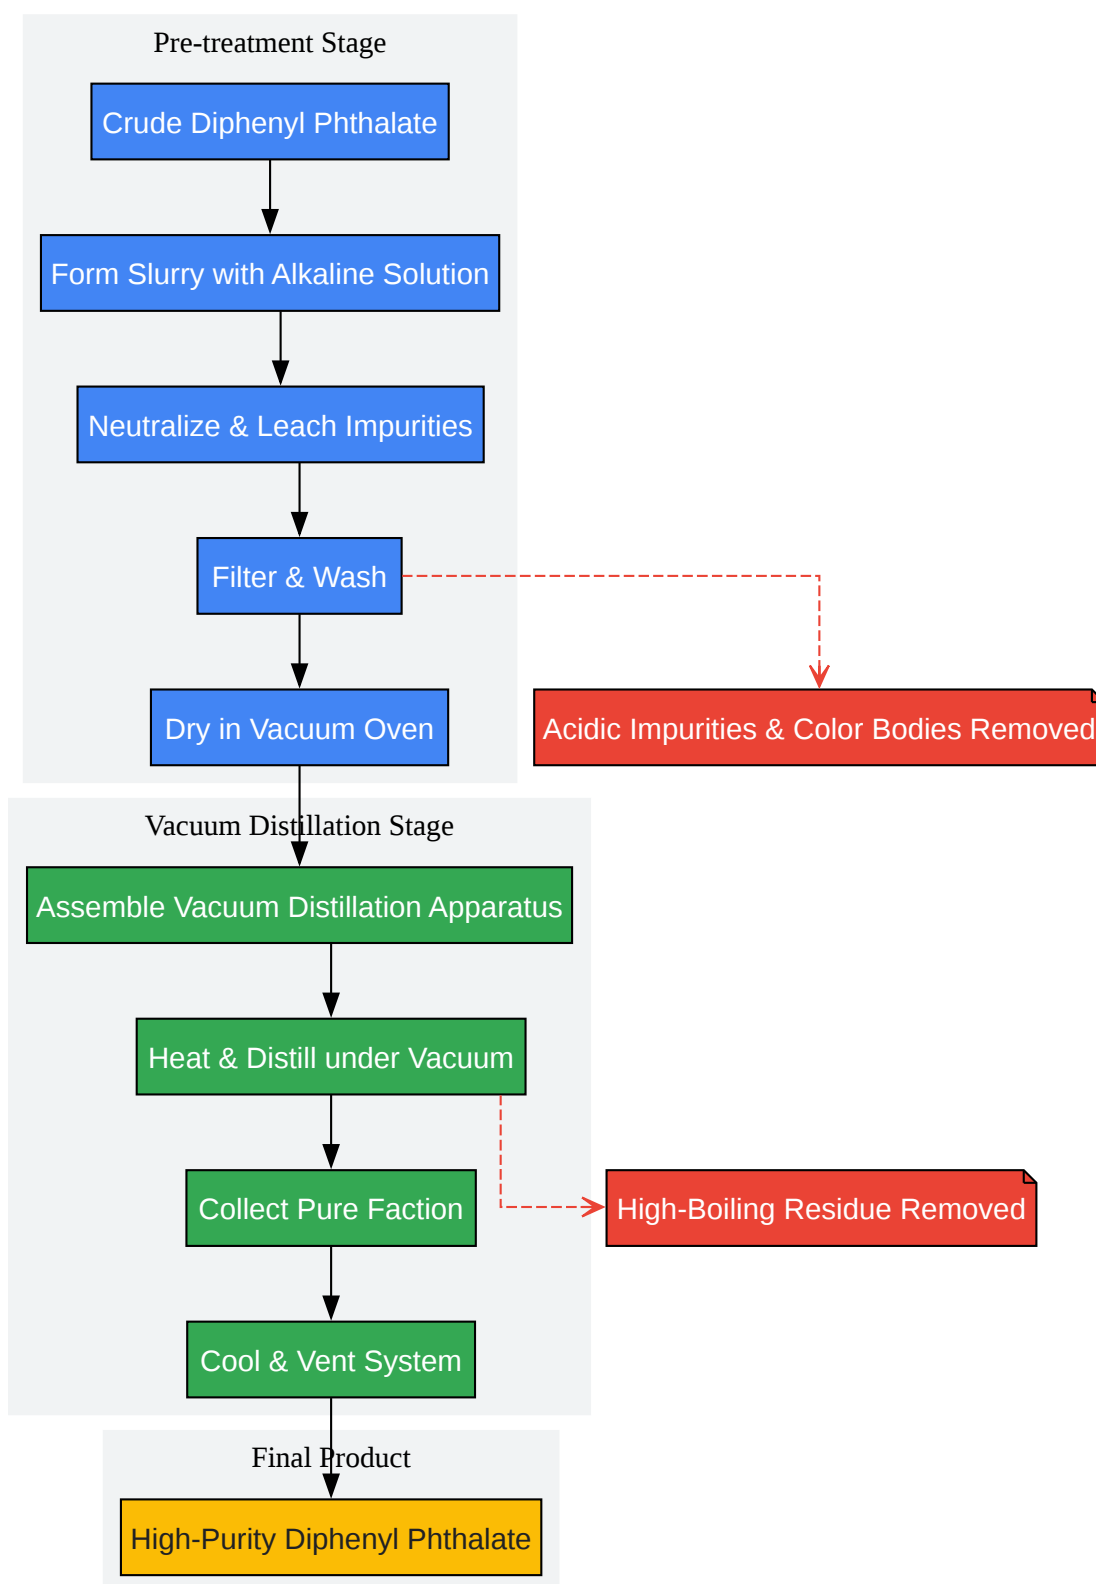 Pre-treatment Stage
Crude Diphenyl Phthalate
Form Slurry with Alkaline Solution
Neutralize & Leach Impurities
Filter & Wash
Dry in Vacuum Oven
Acidic Impurities & Color Bodies Removed
Vacuum Distillation Stage
Assemble Vacuum Distillation Apparatus
Heat & Distill under Vacuum
Collect Pure Faction
High-Boiling Residue Removed
Cool & Vent System
Final Product
High-Purity Diphenyl Phthalate